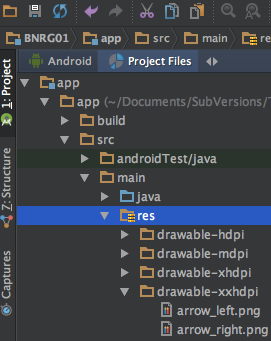 BNRG01
app
src
main
re
Android
Project Files
1: Project
7: Structure
Captures
app
app (~/Documents/SubVersions/
build
src
androidTest/java
main
java
res
drawable-hdpi
drawable-mdpi
drawable-xhdpi
drawable-xxhdpi
arrow_left.png
arrow_right.png